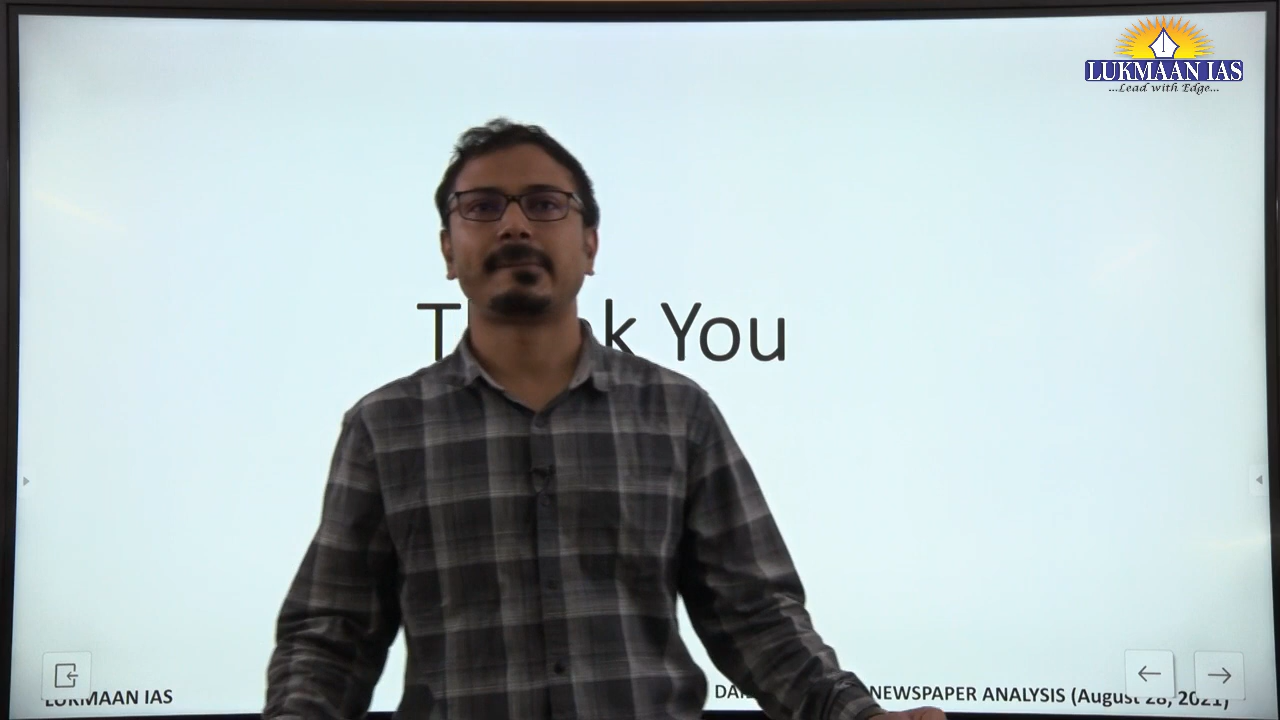 LUKMAAN IAS
...Lead with Edge...
You
LUKMAAN IAS
NEWSPAPER ANALYSIS (August 28, 2021)